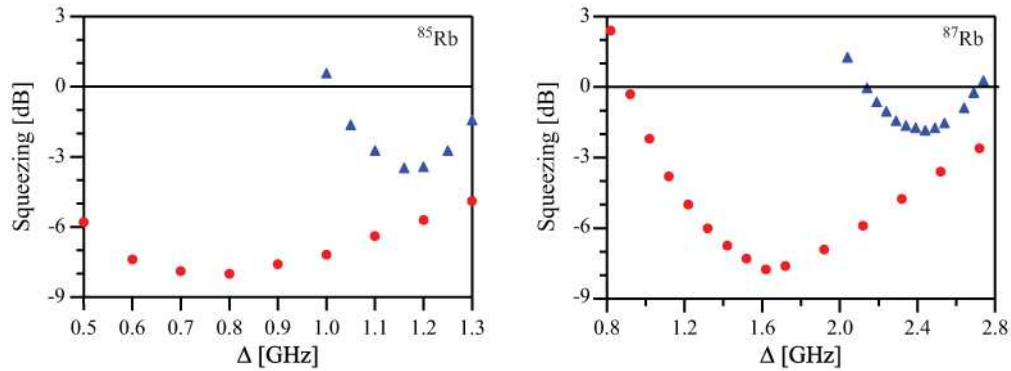 3
0
-3
-6
-9
Squeezing [dB]
⁸⁵Rb
0.5 0.6 0.7 0.8 0.9 1.0 1.1 1.2 1.3
Δ [GHz]
3
0
-3
-6
-9
Squeezing [dB]
⁸⁷Rb
0.8 1.2 1.6 2.0 2.4 2.8
Δ [GHz]